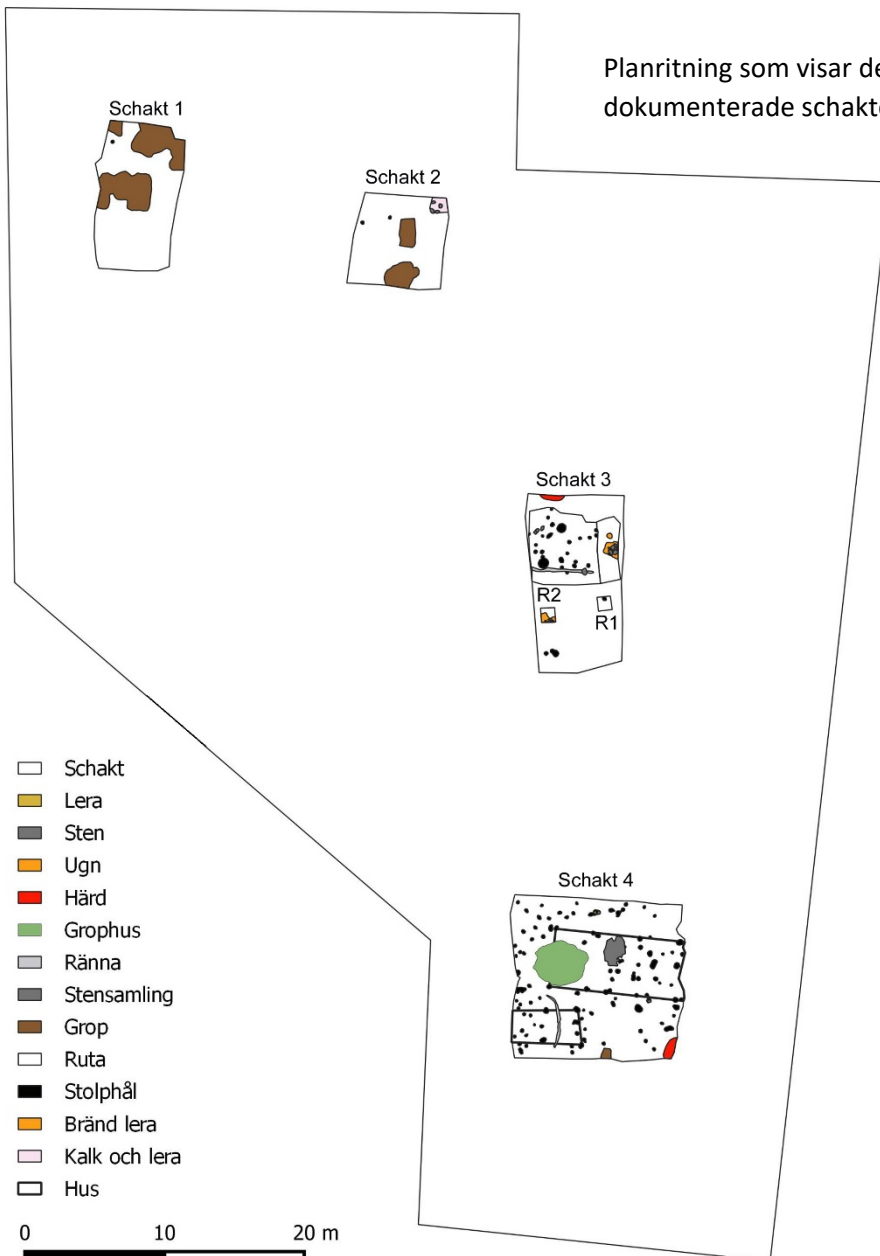 Planritning som visar de
dokumenterade schakt
Schakt 1
Schakt 2
Schakt 3
R2
R1
Schakt 4
Schakt
Lera
Sten
Ugn
Härd
Grophus
Ränna
Stensamling
Grop
Ruta
Stolphål
Bränd lera
Kalk och lera
Hus
0 10 20 m